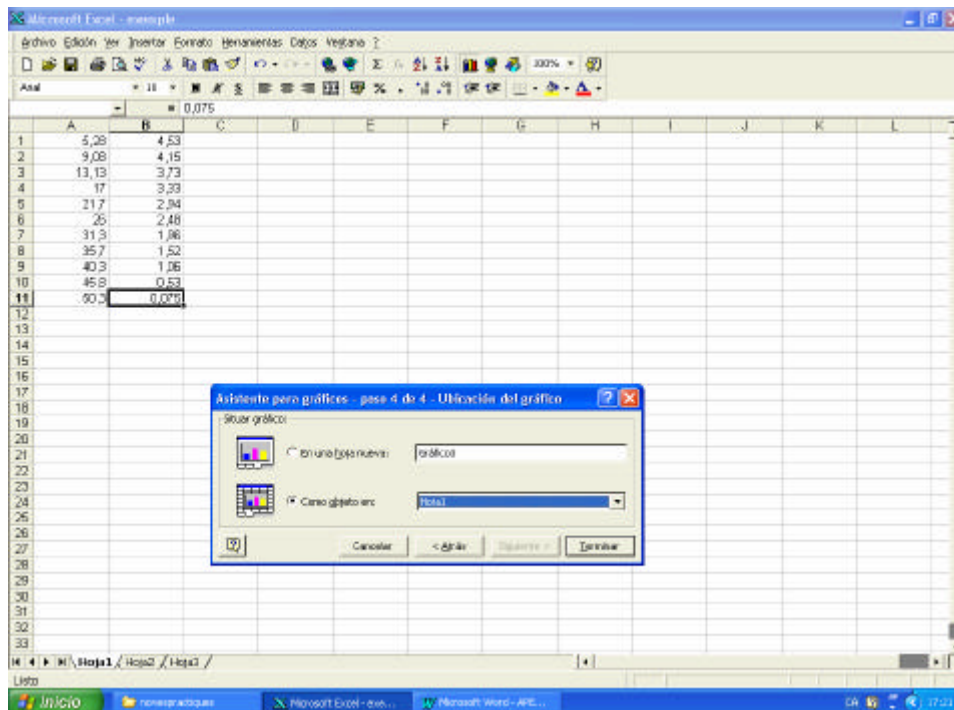 Microsoft Excel - exemple
Archivo Edición Ver Insertar Formato Herramientas Datos Ventana ?
100%
Arial 10 N K S
= 0,075
A B C D E F G H I J K L
1 5,28 4,53
2 9,08 4,15
3 13,13 3,73
4 17 3,33
5 21,7 2,94
6 26 2,48
7 31,3 1,96
8 35,7 1,52
9 40,3 1,06
10 45,8 0,53
11 50,3 0,075
12
13
14
15
16
17
18
19
20
21
22
23
24
25
26
27
28
29
30
31
32
33
Asistente para gráficos - paso 4 de 4 - Ubicación del gráfico
Situar gráfico:
En una hoja nueva: Gráfico1
Como objeto en: Hoja1
Cancelar < Atrás Siguiente > Terminar
Hoja1 Hoja2 Hoja3
Listo
Inicio novespractiques Microsoft Excel - exe... Microsoft Word - APE... CA 17:21